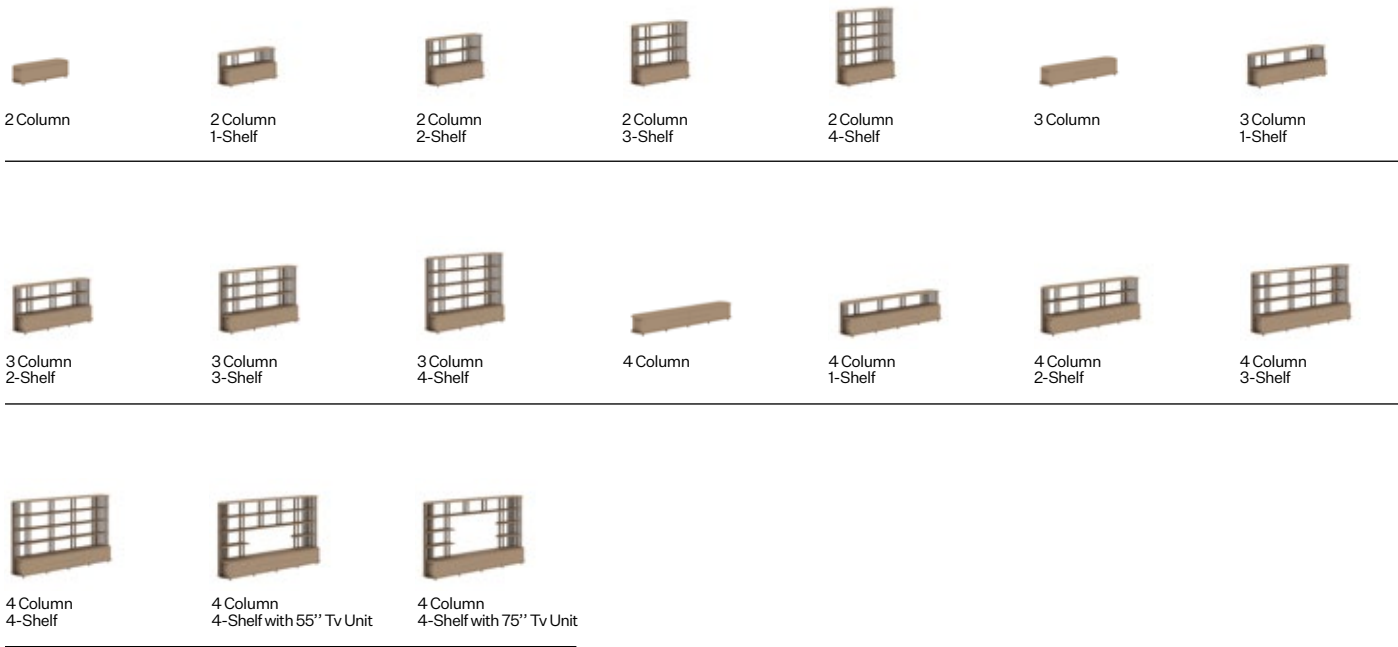 2 Column
2 Column
1-Shelf
2 Column
2-Shelf
2 Column
3-Shelf
2 Column
4-Shelf
3 Column
3 Column
1-Shelf
3 Column
2-Shelf
3 Column
3-Shelf
3 Column
4-Shelf
4 Column
4 Column
1-Shelf
4 Column
2-Shelf
4 Column
3-Shelf
4 Column
4-Shelf
4 Column
4-Shelf with 55’’ Tv Unit
4 Column
4-Shelf with 75’’ Tv Unit